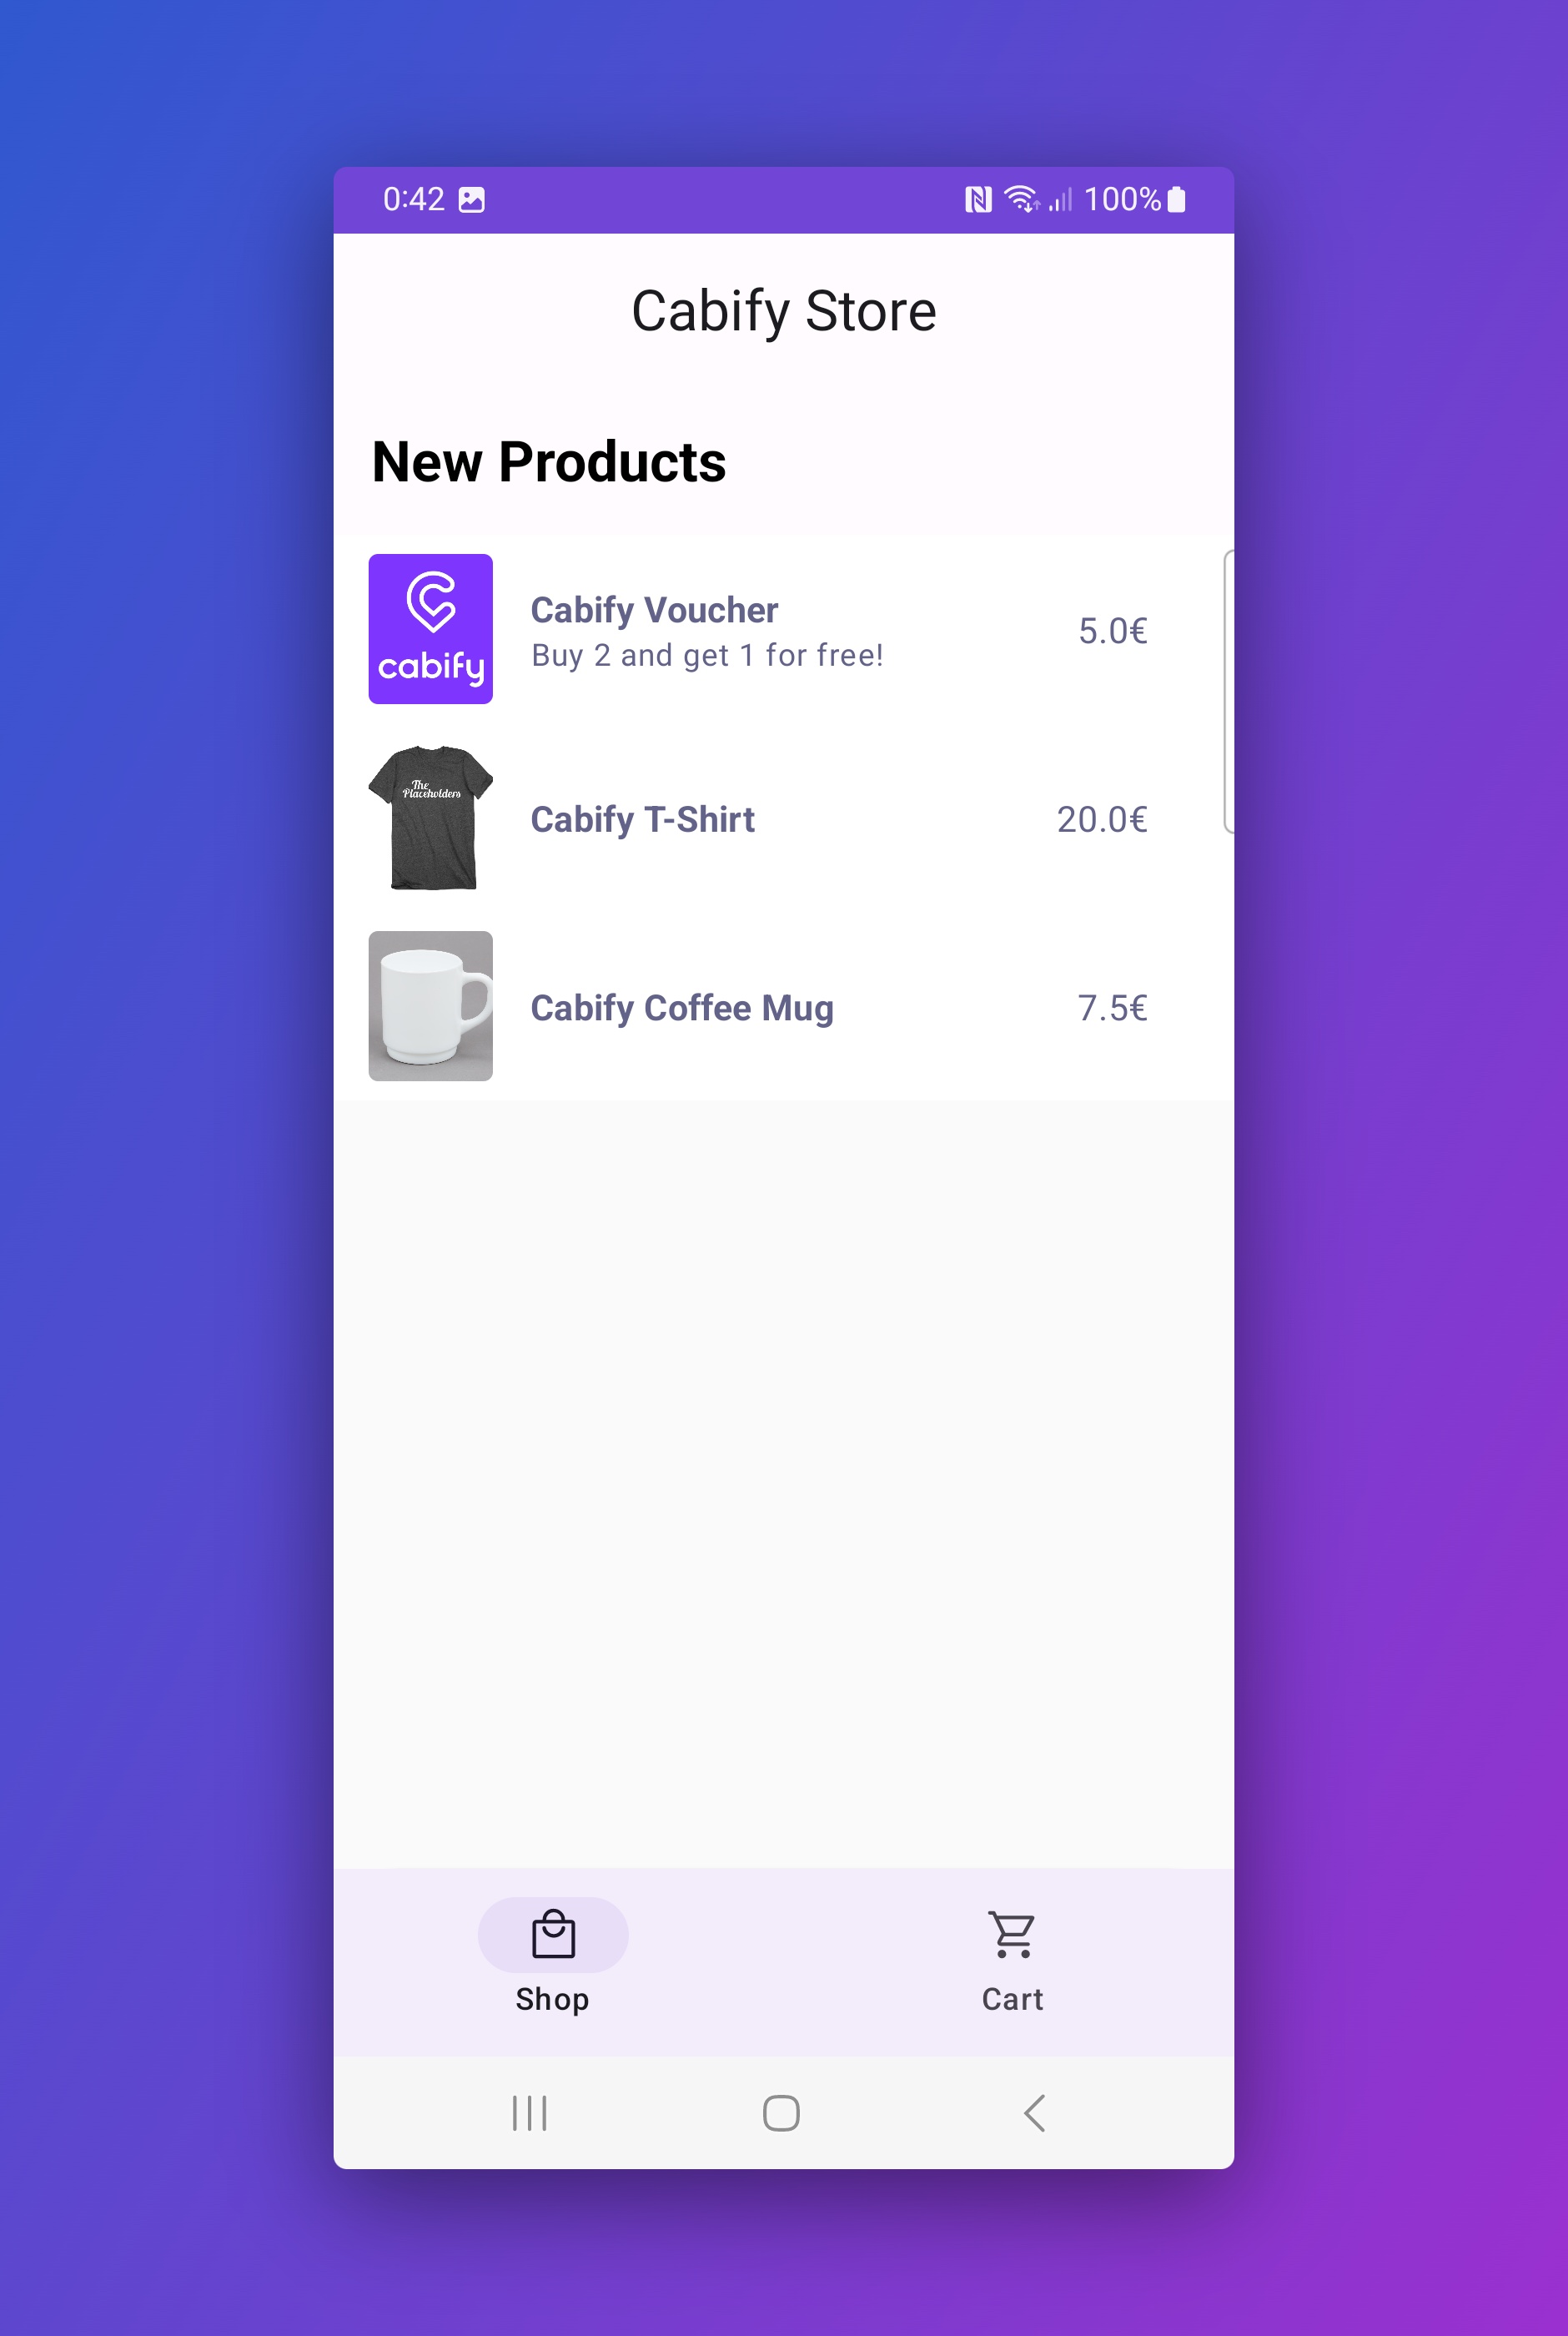 0:42
100%
Cabify Store
New Products
cabify
Cabify Voucher
Buy 2 and get 1 for free!
5.0€
The
Placeholders
Cabify T-Shirt
20.0€
Cabify Coffee Mug
7.5€
Shop
Cart